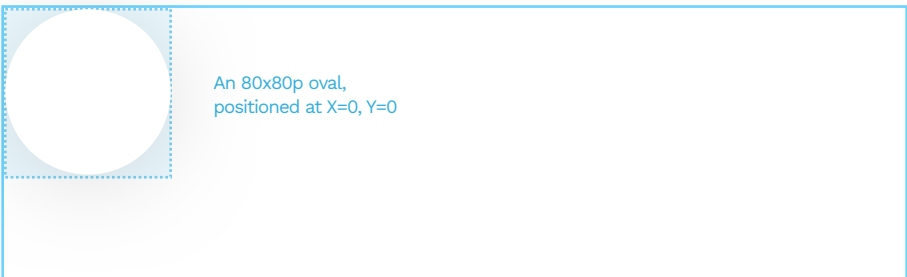 An 80x80p oval,
positioned at X=0, Y=0